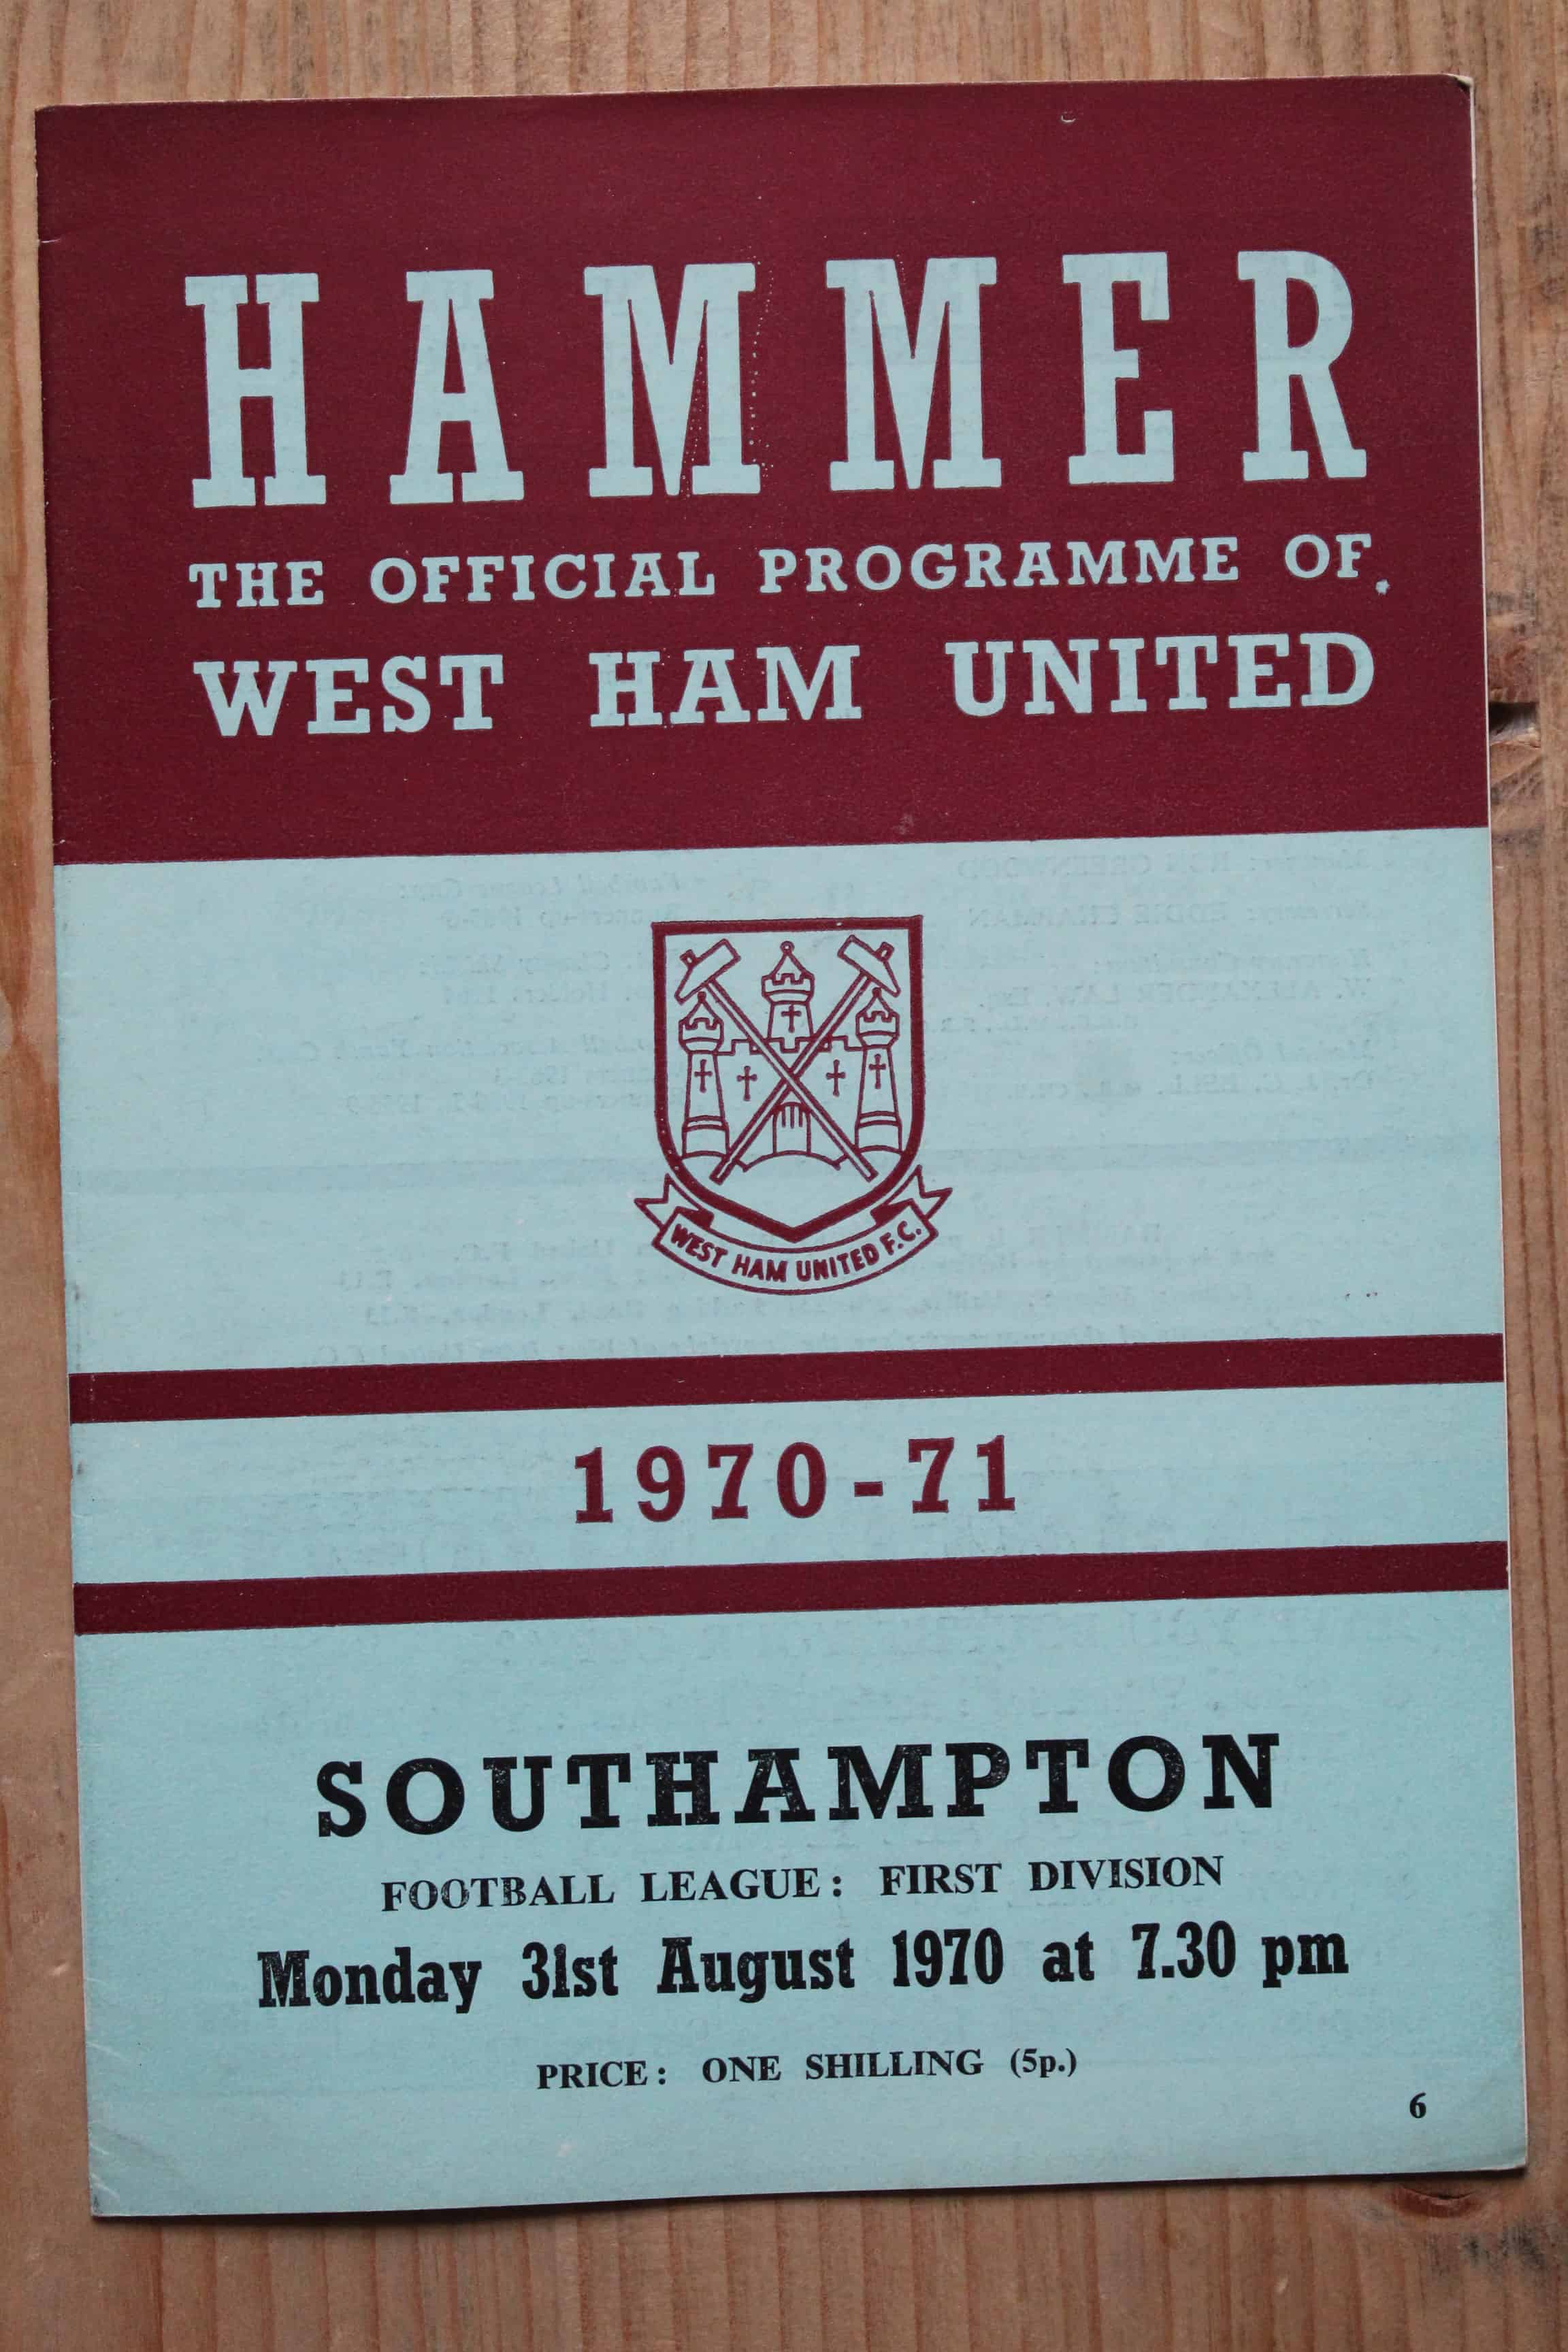 HAMMER
THE OFFICIAL PROGRAMME OF
WEST HAM UNITED
WEST HAM UNITED F.C.
1970-71
SOUTHAMPTON
FOOTBALL LEAGUE: FIRST DIVISION
Monday 31st August 1970 at 7.30 pm
PRICE: ONE SHILLING (5p.)
6